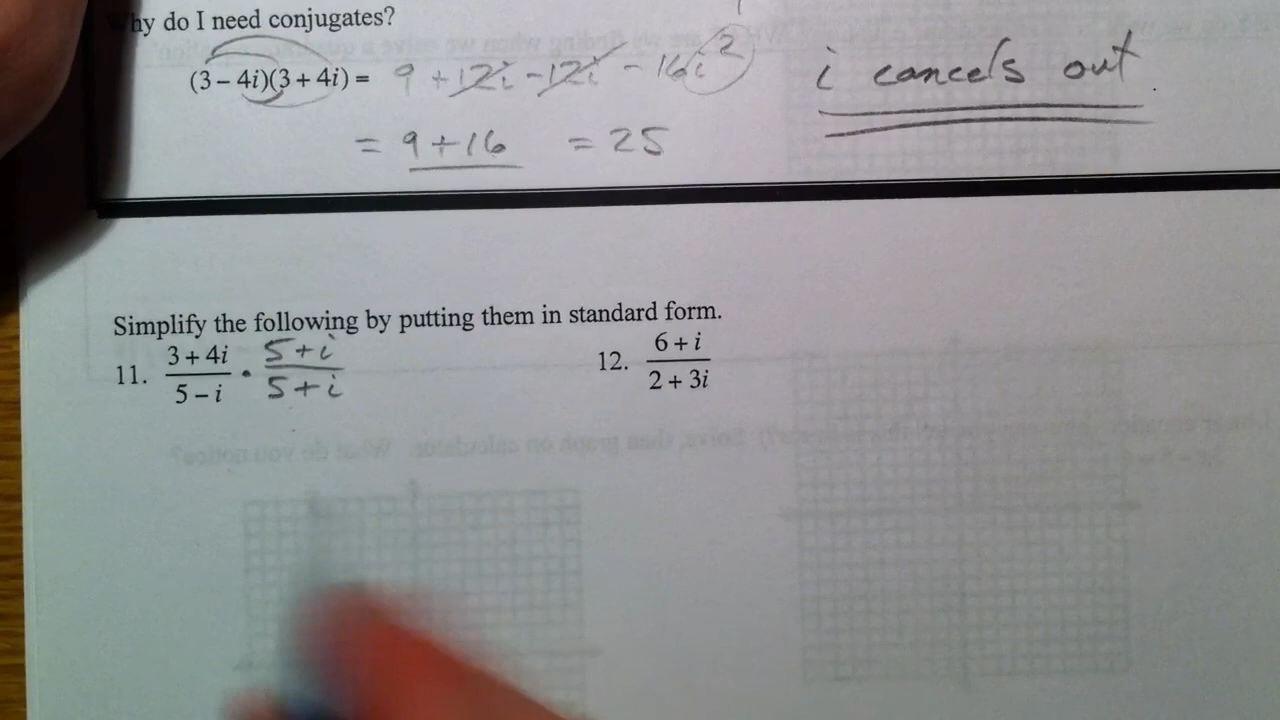 Why do I need conjugates?
(3 – 4i)(3 + 4i) = 9 + 12i - 12i - 16i² i cancels out
= 9 + 16 = 25
Simplify the following by putting them in standard form.
11. (3 + 4i)/(5 – i) • (5 + i)/(5 + i) 12. (6 + i)/(2 + 3i)